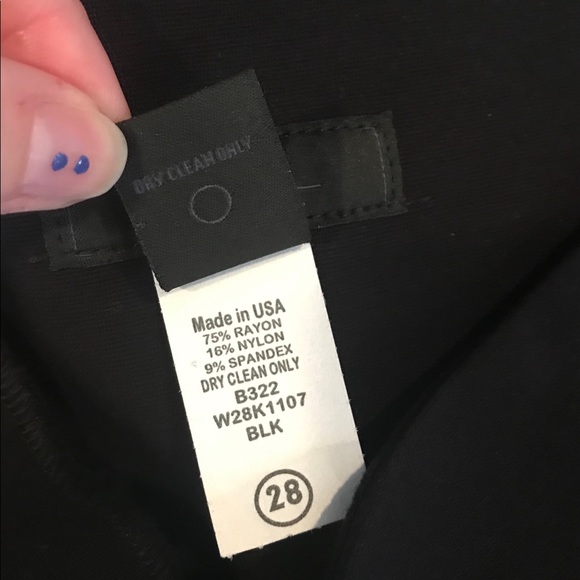 DRY CLEAN ONLY
Made in USA
75% RAYON
16% NYLON
9% SPANDEX
DRY CLEAN ONLY
B322
W28K1107
BLK
28